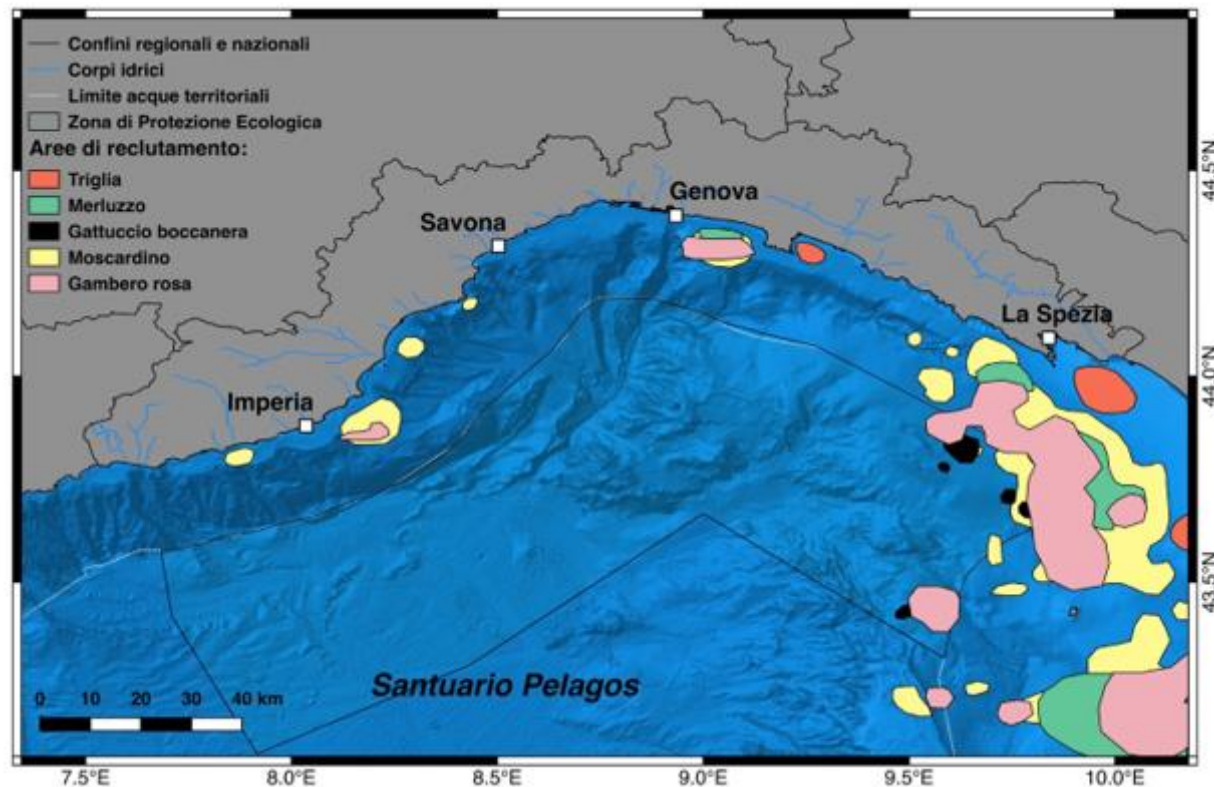 Confini regionali e nazionali
Corpi idrici
Limite acque territoriali
Zona di Protezione Ecologica
Aree di reclutamento:
Triglia
Merluzzo
Gattuccio boccanera
Moscardino
Gambero rosa
Genova
Savona
La Spezia
Imperia
Santuario Pelagos
0 10 20 30 40 km
44.5°N
44.0°N
43.5°N
7.5°E 8.0°E 8.5°E 9.0°E 9.5°E 10.0°E